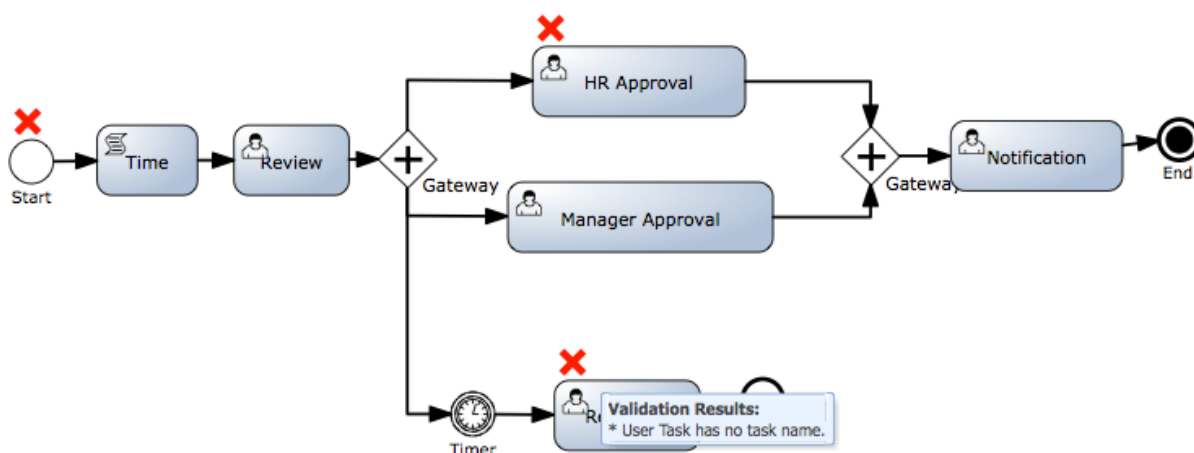 HR Approval
Time
Review
Start
Gateway
Notification
Gateway
End
Manager Approval
Validation Results:
* User Task has no task name.
Timer